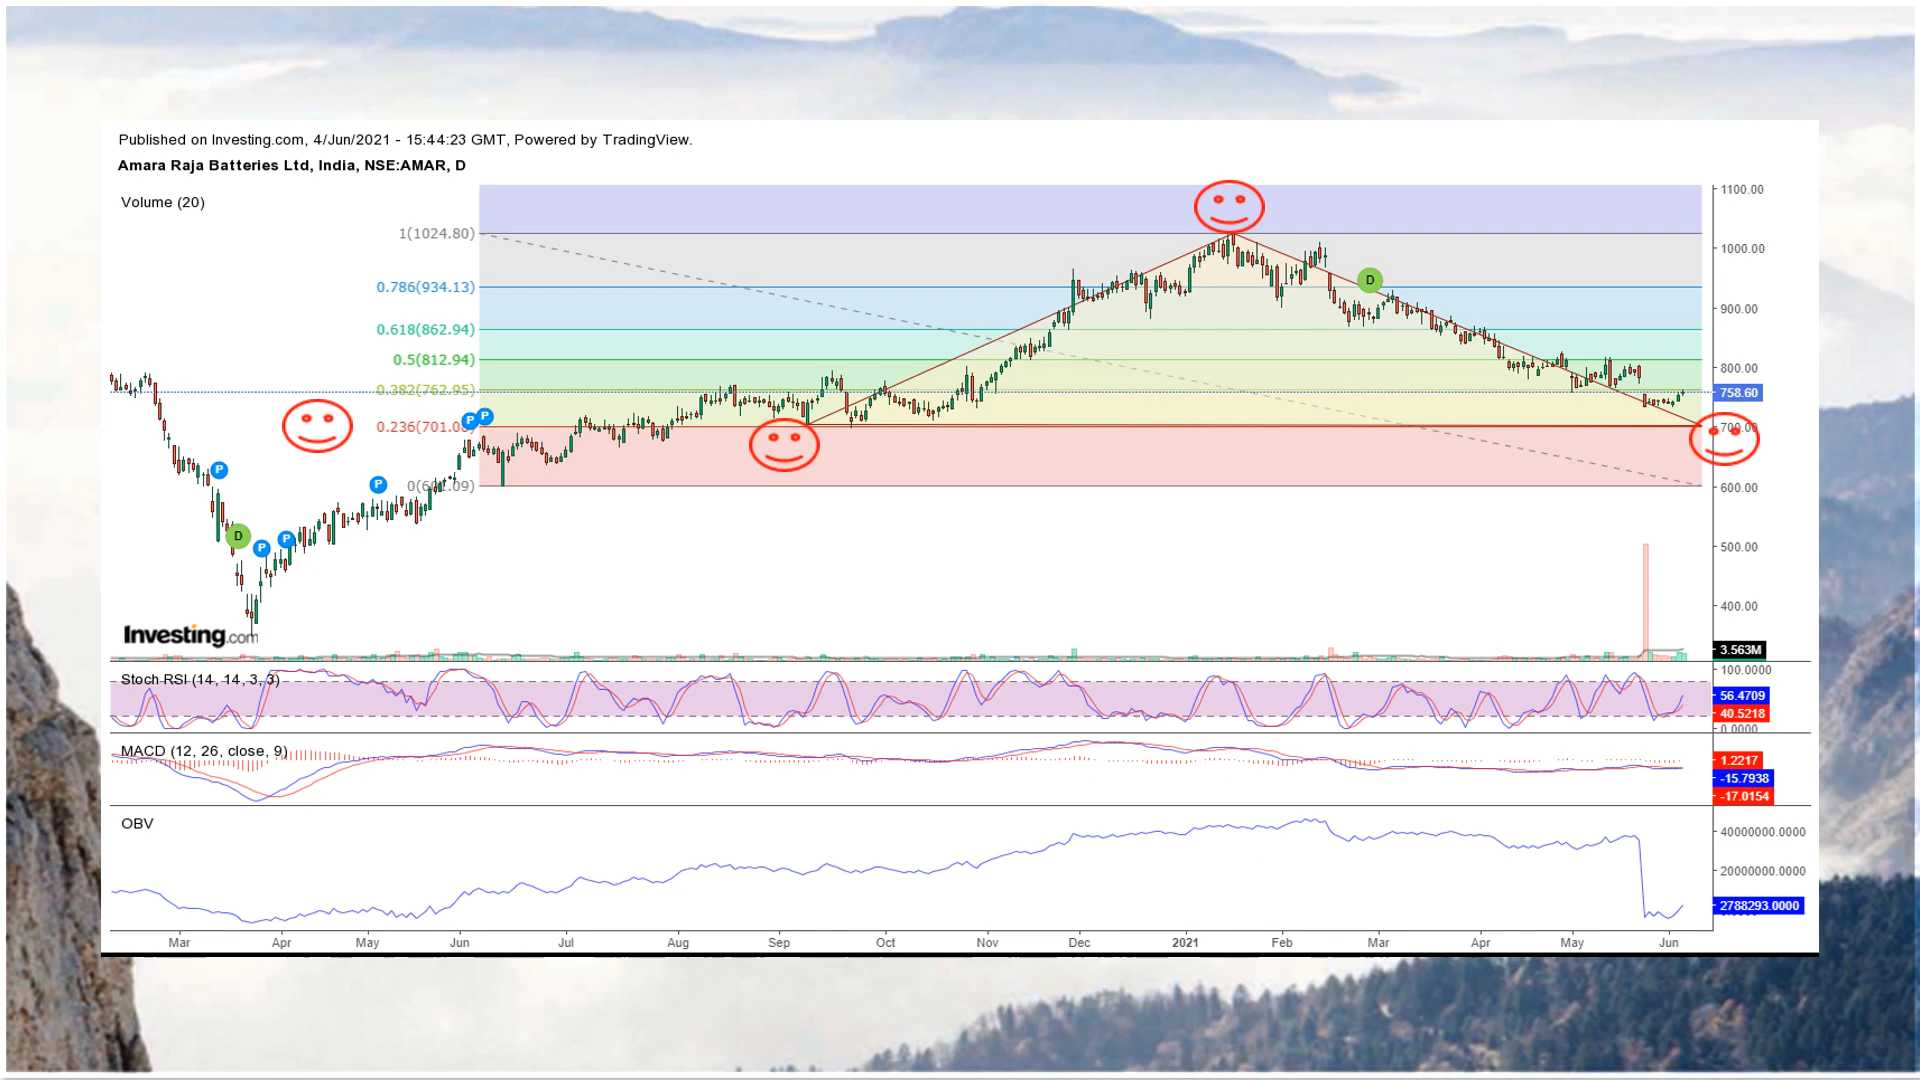 Published on Investing.com, 4/Jun/2021 - 15:44:23 GMT, Powered by TradingView.
Amara Raja Batteries Ltd, India, NSE:AMAR, D
Volume (20)
1(1024.80)
0.786(934.13)
0.618(862.94)
0.5(812.94)
0.382(762.95)
0.236(701.08)
D
P
P
P
P
P
P
D
1100.00
1000.00
900.00
800.00
758.60
700.00
600.00
500.00
400.00
3.563M
Investing.com
Stoch RSI (14, 14, 3, 3)
100.0000
56.4709
40.5218
0.0000
MACD (12, 26, close, 9)
1.2217
-15.7938
-17.0154
OBV
40000000.0000
20000000.0000
2788293.0000
Mar Apr May Jun Jul Aug Sep Oct Nov Dec 2021 Feb Mar Apr May Jun